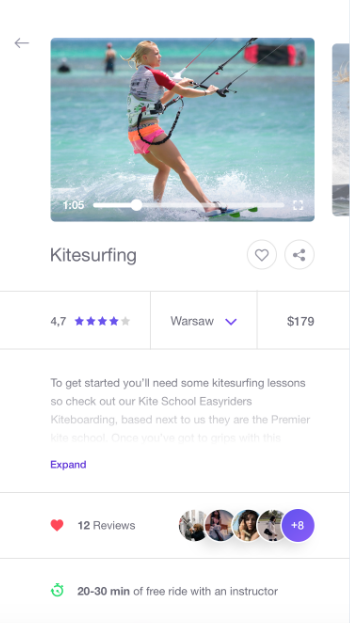 1:05
Kitesurfing
4,7
Warsaw
$179
To get started you'll need some kitesurfing lessons
so check out our Kite School Easyriders
Kiteboarding, based next to us they are the Premier
kite school. Once you've got to grips with this
Expand
12 Reviews
+8
20-30 min of free ride with an instructor